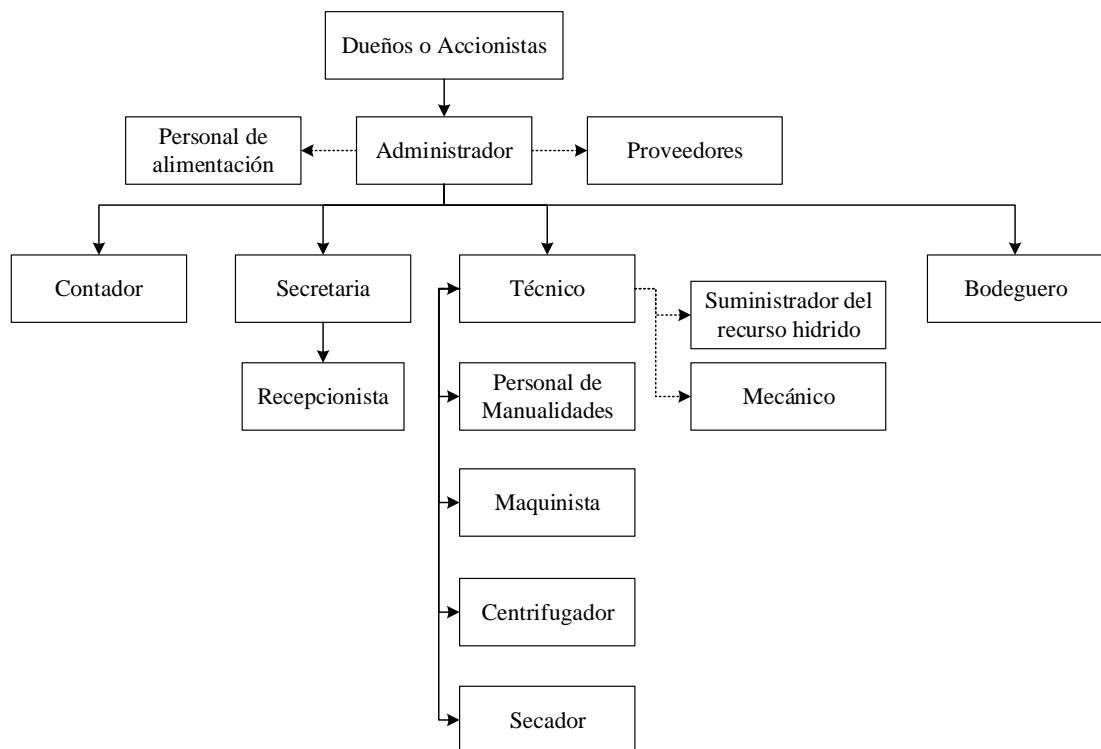 Dueños o Accionistas
Personal de
alimentación
Administrador
Proveedores
Contador
Secretaria
Técnico
Suministrador del
recurso hidrido
Bodeguero
Recepcionista
Personal de
Manualidades
Mecánico
Maquinista
Centrifugador
Secador